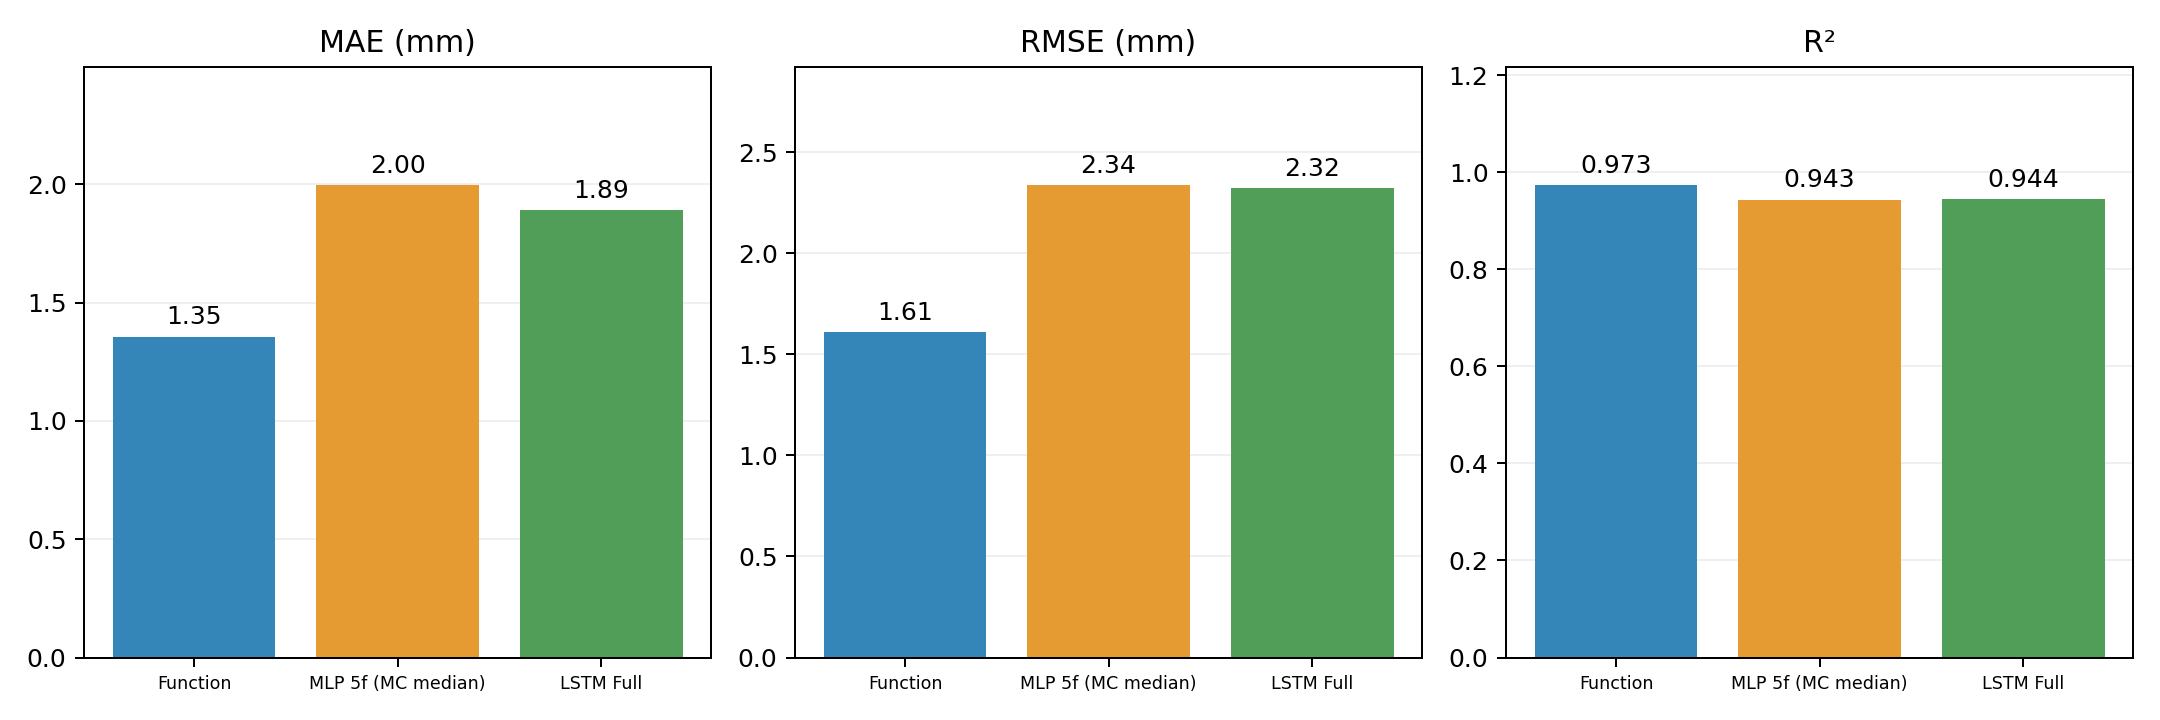 MAE (mm)
2.0
1.5
1.0
0.5
0.0
1.35
2.00
1.89
Function
MLP 5f (MC median)
LSTM Full
RMSE (mm)
2.5
2.0
1.5
1.0
0.5
0.0
1.61
2.34
2.32
Function
MLP 5f (MC median)
LSTM Full
R²
1.2
1.0
0.8
0.6
0.4
0.2
0.0
0.973
0.943
0.944
Function
MLP 5f (MC median)
LSTM Full